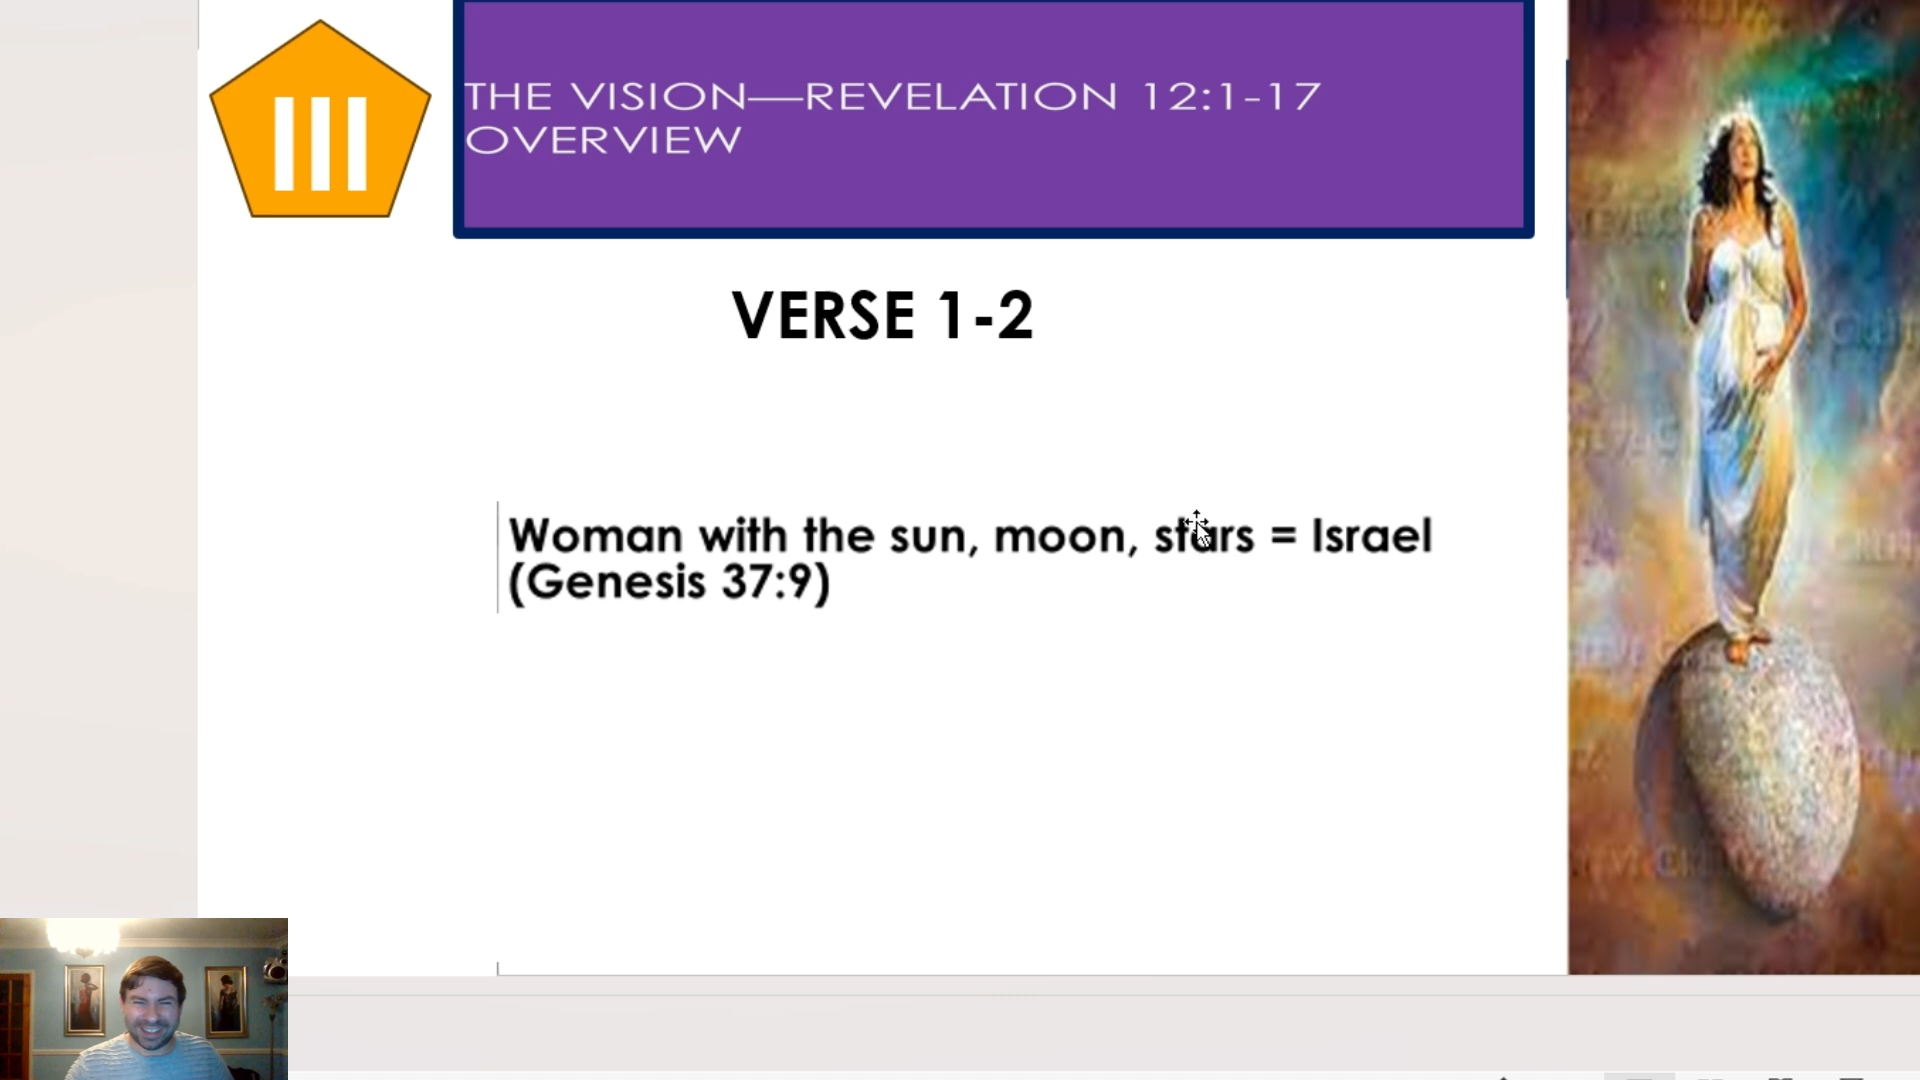 III
THE VISION—REVELATION 12:1-17
OVERVIEW
VERSE 1-2
Woman with the sun, moon, stars = Israel
(Genesis 37:9)